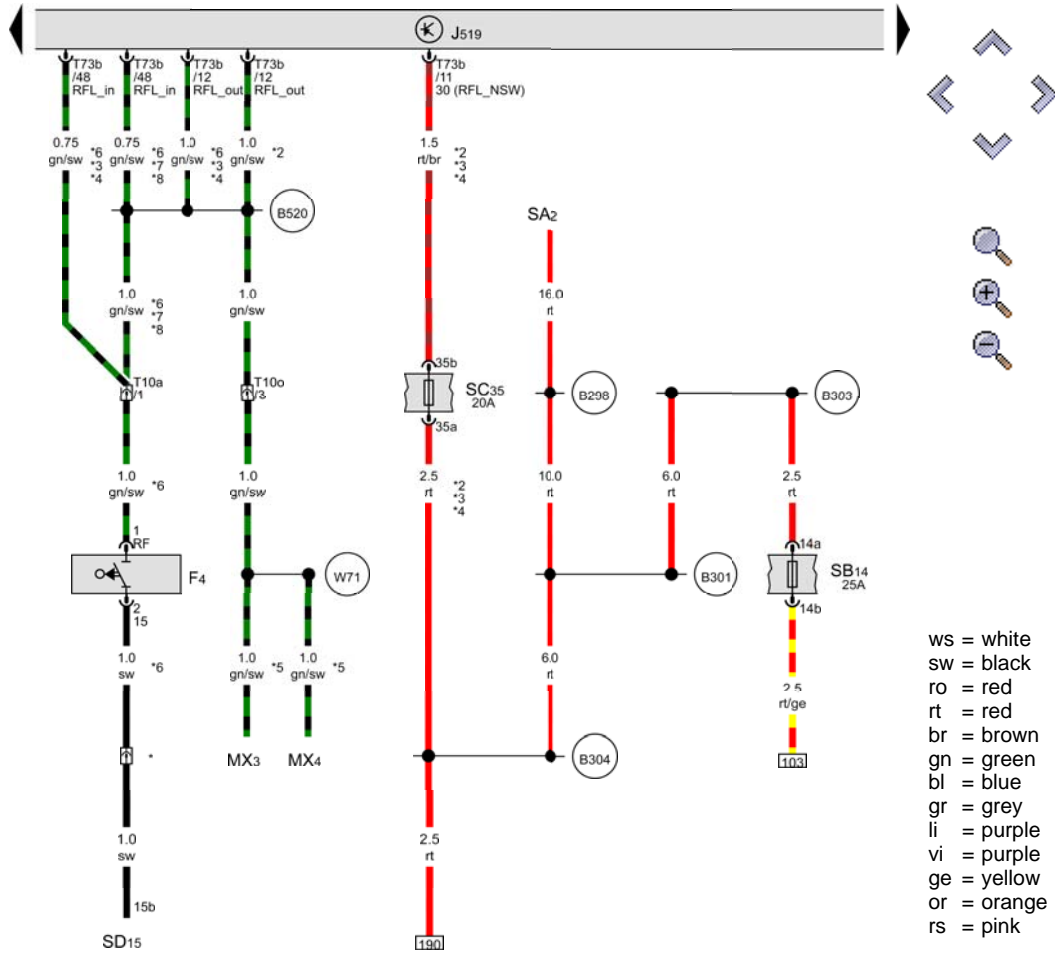 J519
T73b
/48
RFL_in
T73b
/48
RFL_in
T73b
/12
RFL_out
T73b
/12
RFL_out
T73b
/11
30 (RFL_NSW)
0.75
gn/sw
*6
*3
*4
0.75
gn/sw
*6
*7
*8
1.0
gn/sw
*6
*3
*4
1.0
gn/sw
*2
1.5
rt/br
*2
*3
*4
B520
SA2
1.0
gn/sw
*6
*7
*8
1.0
gn/sw
16.0
rt
T10a
/1
T10o
/3
35b
SC35
20A
35a
B298
B303
1.0
gn/sw
*6
1.0
gn/sw
2.5
rt
*2
*3
*4
10.0
rt
6.0
rt
2.5
rt
1
RF
F4
2
15
W71
B301
14a
SB14
25A
14b
1.0
sw
*6
1.0
gn/sw
*5
1.0
gn/sw
*5
6.0
rt
2.5
rt/ge
*
MX3
MX4
B304
103
1.0
sw
2.5
rt
15b
SD15
190
ws = white
sw = black
ro = red
rt = red
br = brown
gn = green
bl = blue
gr = grey
li = purple
vi = purple
ge = yellow
or = orange
rs = pink